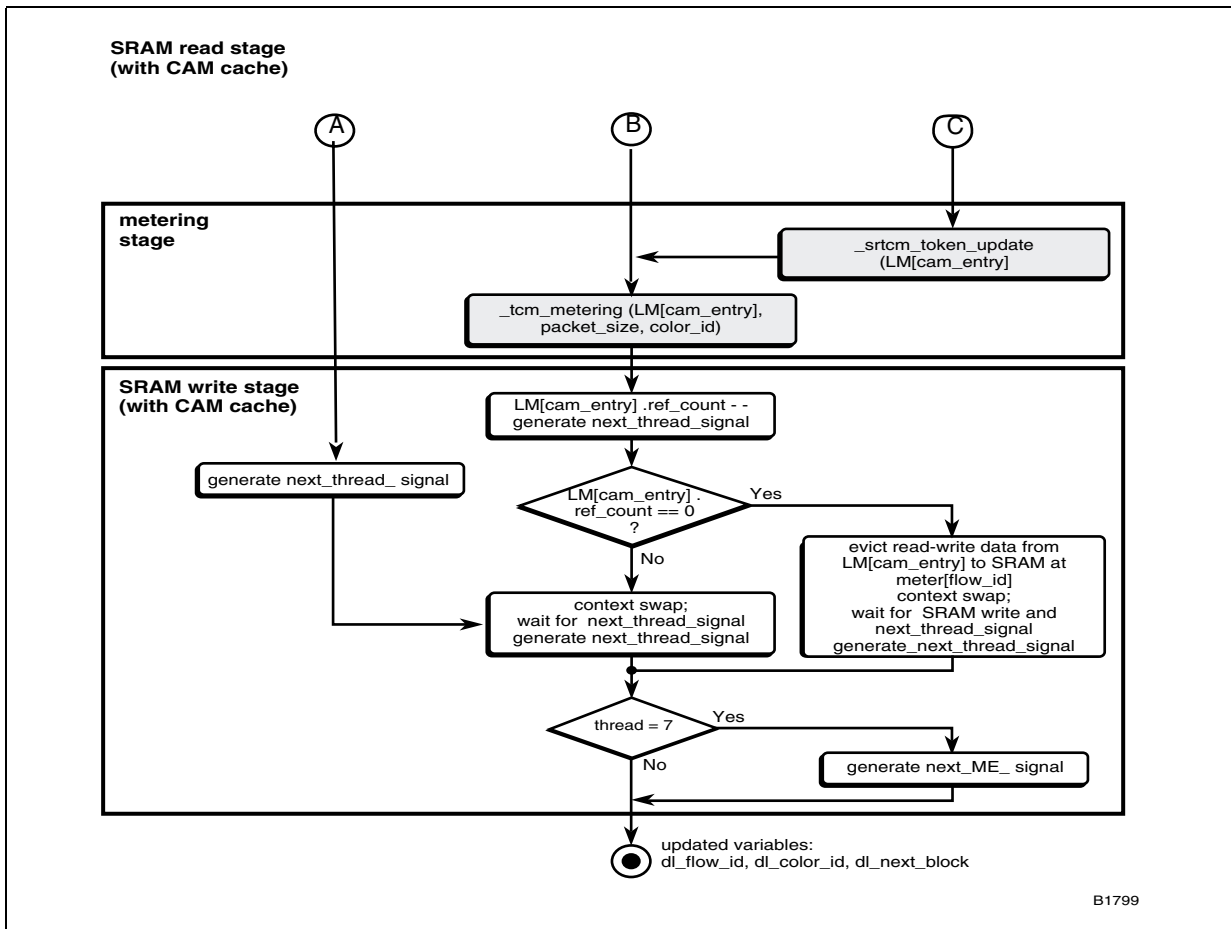 SRAM read stage
(with CAM cache)
A
B
C
metering
stage
_srtcm_token_update
(LM[cam_entry]
_tcm_metering (LM[cam_entry],
packet_size, color_id)
SRAM write stage
(with CAM cache)
LM[cam_entry] .ref_count - -
generate next_thread_signal
generate next_thread_ signal
LM[cam_entry] .
ref_count == 0
?
Yes
No
evict read-write data from
LM[cam_entry] to SRAM at
meter[flow_id]
context swap;
wait for SRAM write and
next_thread_signal
generate_next_thread_signal
context swap;
wait for next_thread_signal
generate next_thread_signal
thread = 7
Yes
No
generate next_ME_ signal
updated variables:
dl_flow_id, dl_color_id, dl_next_block
B1799